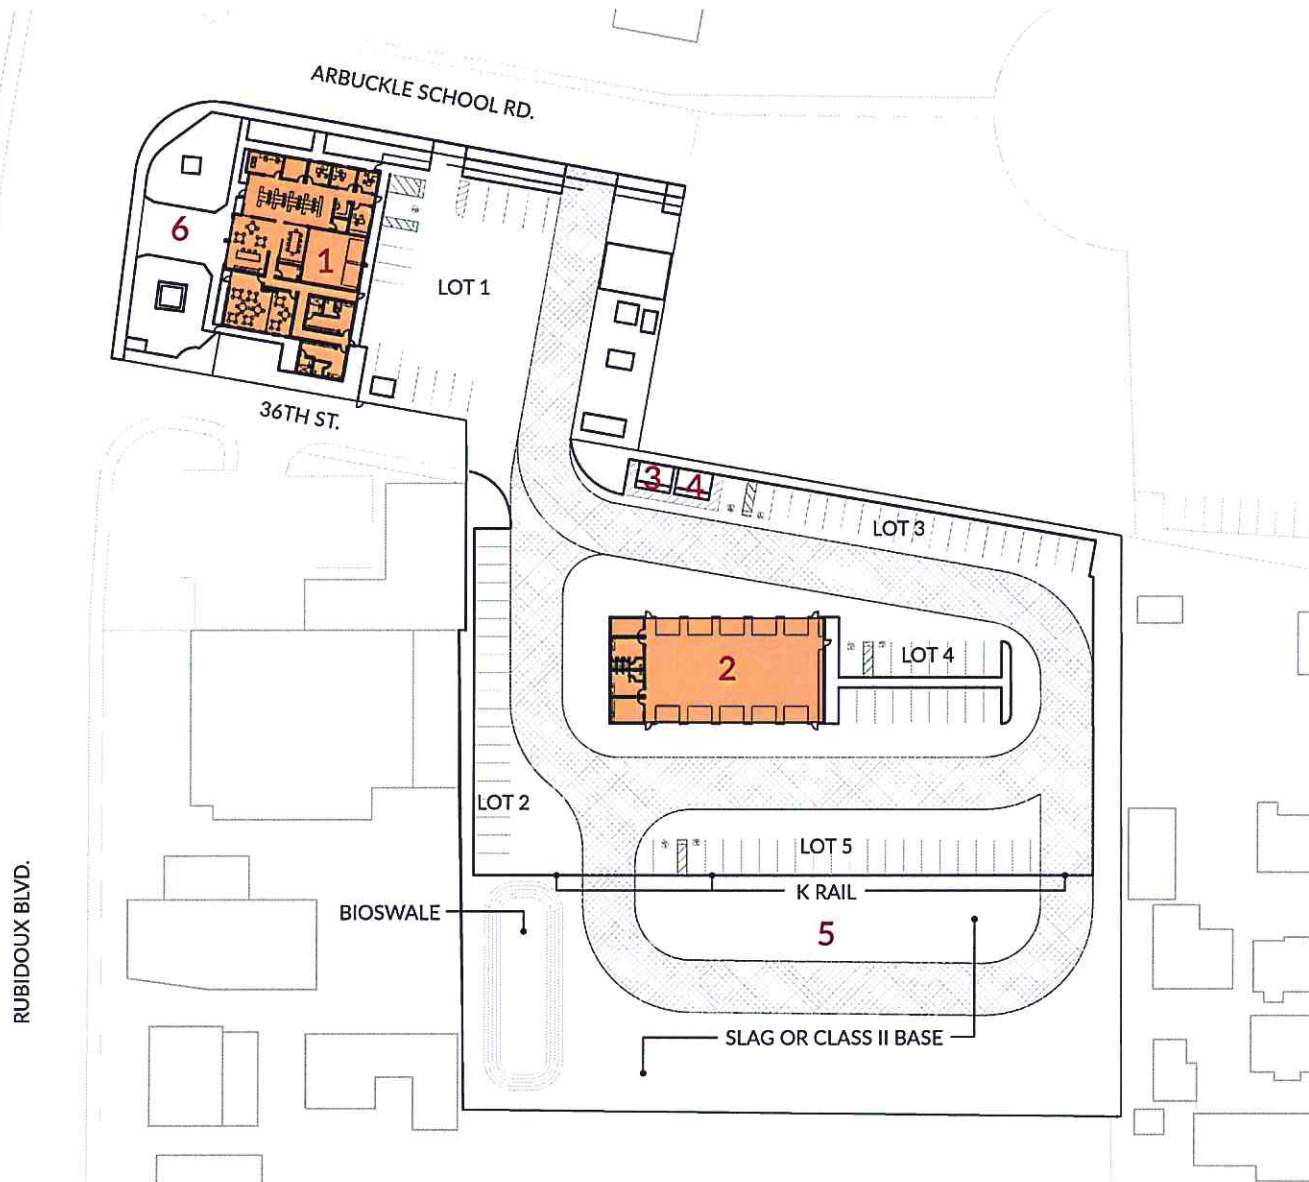 ARBUCKLE SCHOOL RD.
6
1
LOT 1
36TH ST.
3
4
LOT 3
2
LOT 4
LOT 2
LOT 5
K RAIL
BIOSWALE
5
RUBIDOUX BLVD.
SLAG OR CLASS II BASE